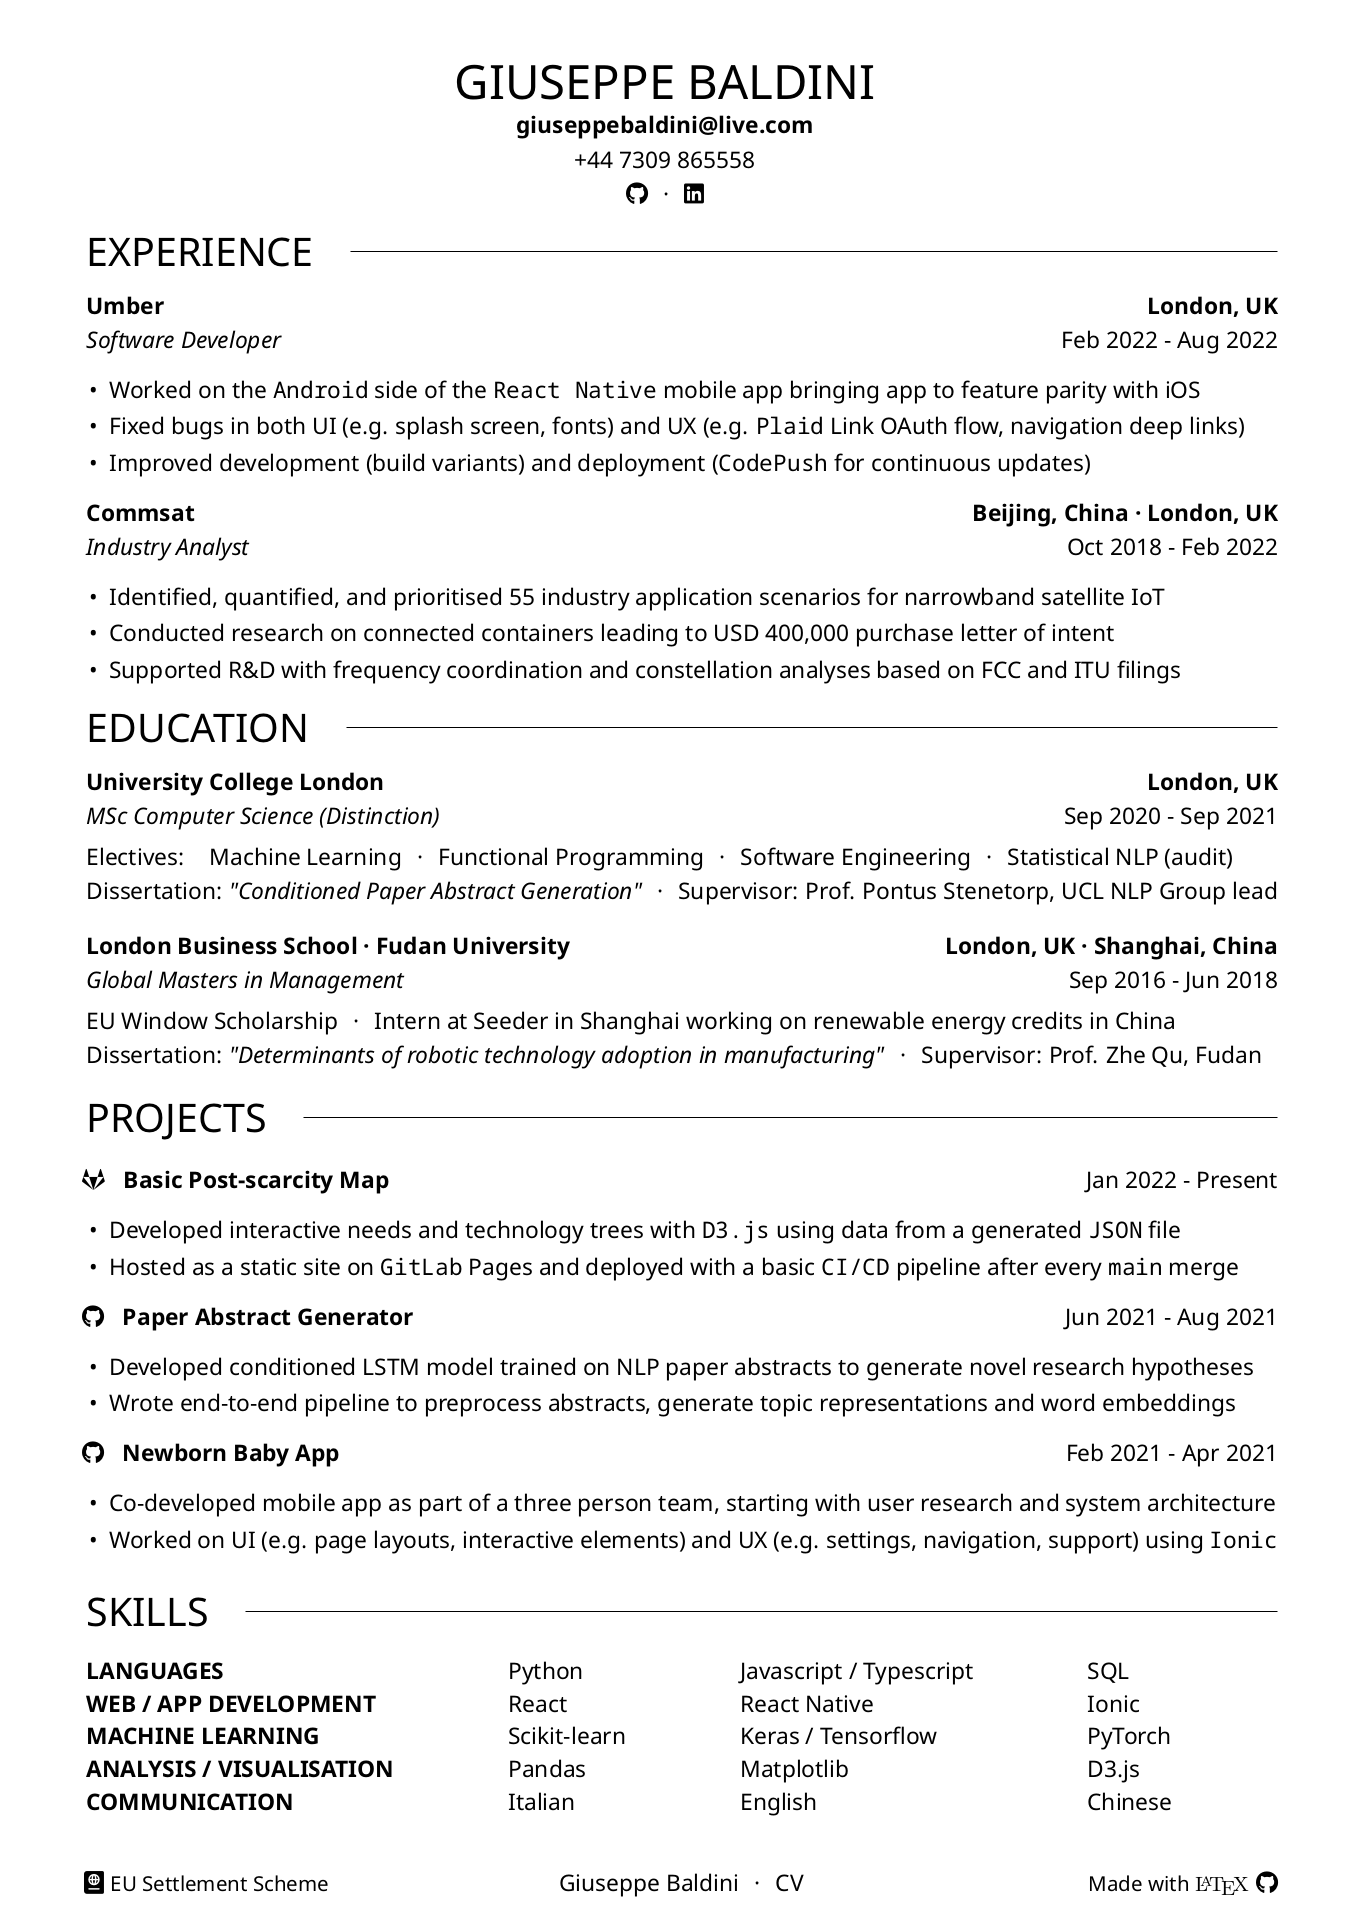 GIUSEPPE BALDINI
giuseppebaldini@live.com
+44 7309 865558
·
EXPERIENCE
Umber London, UK
Software Developer Feb 2022 - Aug 2022
• Worked on the Android side of the React Native mobile app bringing app to feature parity with iOS
• Fixed bugs in both UI (e.g. splash screen, fonts) and UX (e.g. Plaid Link OAuth flow, navigation deep links)
• Improved development (build variants) and deployment (CodePush for continuous updates)
Commsat Beijing, China · London, UK
Industry Analyst Oct 2018 - Feb 2022
• Identified, quantified, and prioritised 55 industry application scenarios for narrowband satellite IoT
• Conducted research on connected containers leading to USD 400,000 purchase letter of intent
• Supported R&D with frequency coordination and constellation analyses based on FCC and ITU filings
EDUCATION
University College London London, UK
MSc Computer Science (Distinction) Sep 2020 - Sep 2021
Electives: Machine Learning · Functional Programming · Software Engineering · Statistical NLP (audit)
Dissertation: "Conditioned Paper Abstract Generation" · Supervisor: Prof. Pontus Stenetorp, UCL NLP Group lead
London Business School · Fudan University London, UK · Shanghai, China
Global Masters in Management Sep 2016 - Jun 2018
EU Window Scholarship · Intern at Seeder in Shanghai working on renewable energy credits in China
Dissertation: "Determinants of robotic technology adoption in manufacturing" · Supervisor: Prof. Zhe Qu, Fudan
PROJECTS
Basic Post-scarcity Map Jan 2022 - Present
• Developed interactive needs and technology trees with D3.js using data from a generated JSON file
• Hosted as a static site on GitLab Pages and deployed with a basic CI/CD pipeline after every main merge
Paper Abstract Generator Jun 2021 - Aug 2021
• Developed conditioned LSTM model trained on NLP paper abstracts to generate novel research hypotheses
• Wrote end-to-end pipeline to preprocess abstracts, generate topic representations and word embeddings
Newborn Baby App Feb 2021 - Apr 2021
• Co-developed mobile app as part of a three person team, starting with user research and system architecture
• Worked on UI (e.g. page layouts, interactive elements) and UX (e.g. settings, navigation, support) using Ionic
SKILLS
LANGUAGES Python Javascript / Typescript SQL
WEB / APP DEVELOPMENT React React Native Ionic
MACHINE LEARNING Scikit-learn Keras / Tensorflow PyTorch
ANALYSIS / VISUALISATION Pandas Matplotlib D3.js
COMMUNICATION Italian English Chinese
EU Settlement Scheme Giuseppe Baldini · CV Made with LATEX